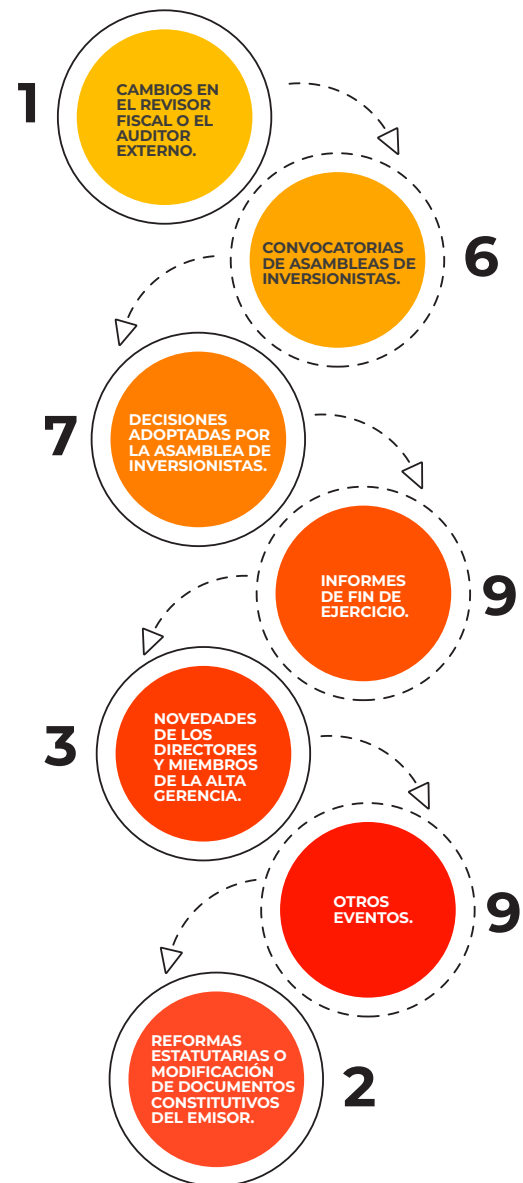 1
CAMBIOS EN
EL REVISOR
FISCAL O EL
AUDITOR
EXTERNO.
CONVOCATORIAS
DE ASAMBLEAS DE
INVERSIONISTAS.
6
7
DECISIONES
ADOPTADAS POR
LA ASAMBLEA DE
INVERSIONISTAS.
INFORMES
DE FIN DE
EJERCICIO.
9
3
NOVEDADES
DE LOS
DIRECTORES
Y MIEMBROS
DE LA ALTA
GERENCIA.
OTROS
EVENTOS.
9
REFORMAS
ESTATUTARIAS O
MODIFICACIÓN
DE DOCUMENTOS
CONSTITUTIVOS
DEL EMISOR.
2